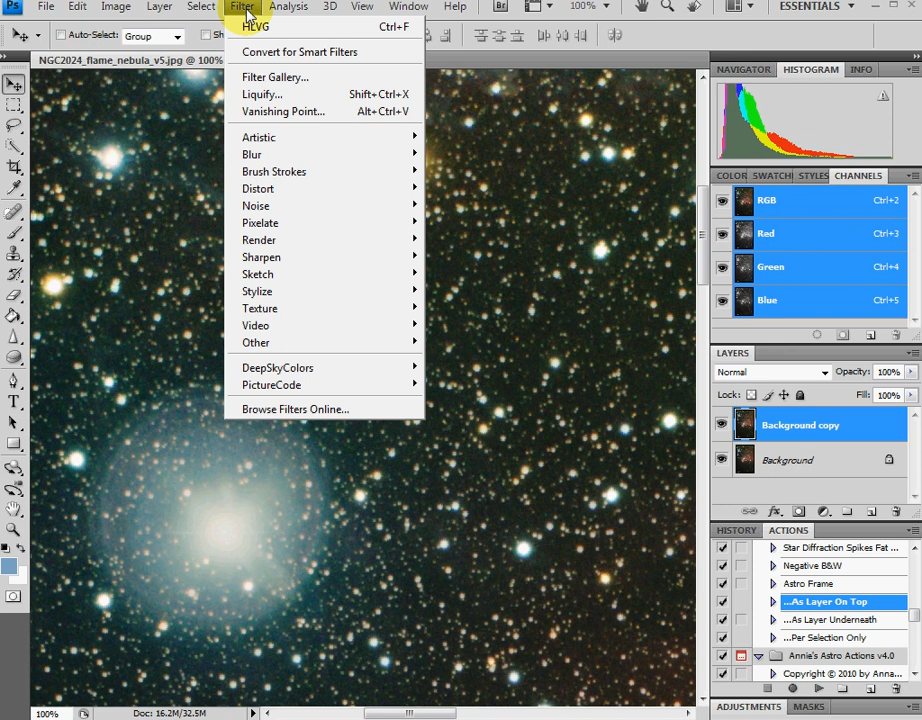 Ps File Edit Image Layer Select Filter Analysis 3D View Window Help Br 100% ESSENTIALS
Auto-Select: Group
NGC2024_flame_nebula_v5.jpg @ 100%
HLVG Ctrl+F
Convert for Smart Filters
Filter Gallery...
Liquify... Shift+Ctrl+X
Vanishing Point... Alt+Ctrl+V
Artistic
Blur
Brush Strokes
Distort
Noise
Pixelate
Render
Sharpen
Sketch
Stylize
Texture
Video
Other
DeepSkyColors
PictureCode
Browse Filters Online...
NAVIGATOR HISTOGRAM INFO
COLOR SWATCH STYLES CHANNELS
RGB Ctrl+2
Red Ctrl+3
Green Ctrl+4
Blue Ctrl+5
LAYERS
Normal Opacity: 100%
Lock: Fill: 100%
Background copy
Background
fx
HISTORY ACTIONS
Star Diffraction Spikes Fat ...
Negative B&W
Astro Frame
...As Layer On Top
...As Layer Underneath
...Per Selection Only
Annie's Astro Actions v4.0
Copyright © 2010 by Anna...
ADJUSTMENTS MASKS
100% Doc: 16.2M/32.5M